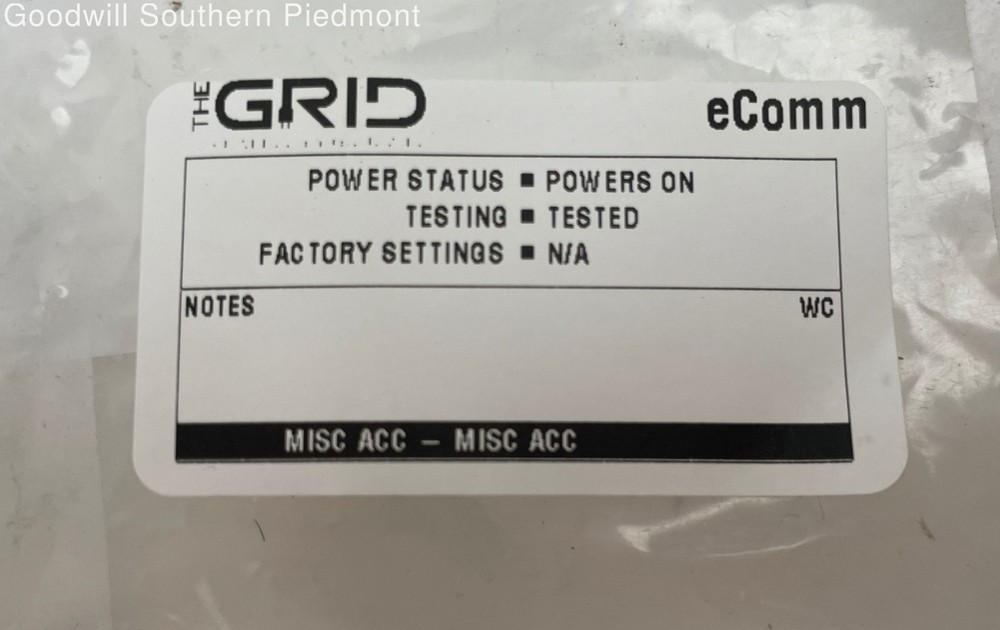 Goodwill Southern Piedmont
THE GRID
eComm
POWER STATUS ▪ POWERS ON
TESTING ▪ TESTED
FACTORY SETTINGS ▪ N/A
NOTES
WC
MISC ACC – MISC ACC